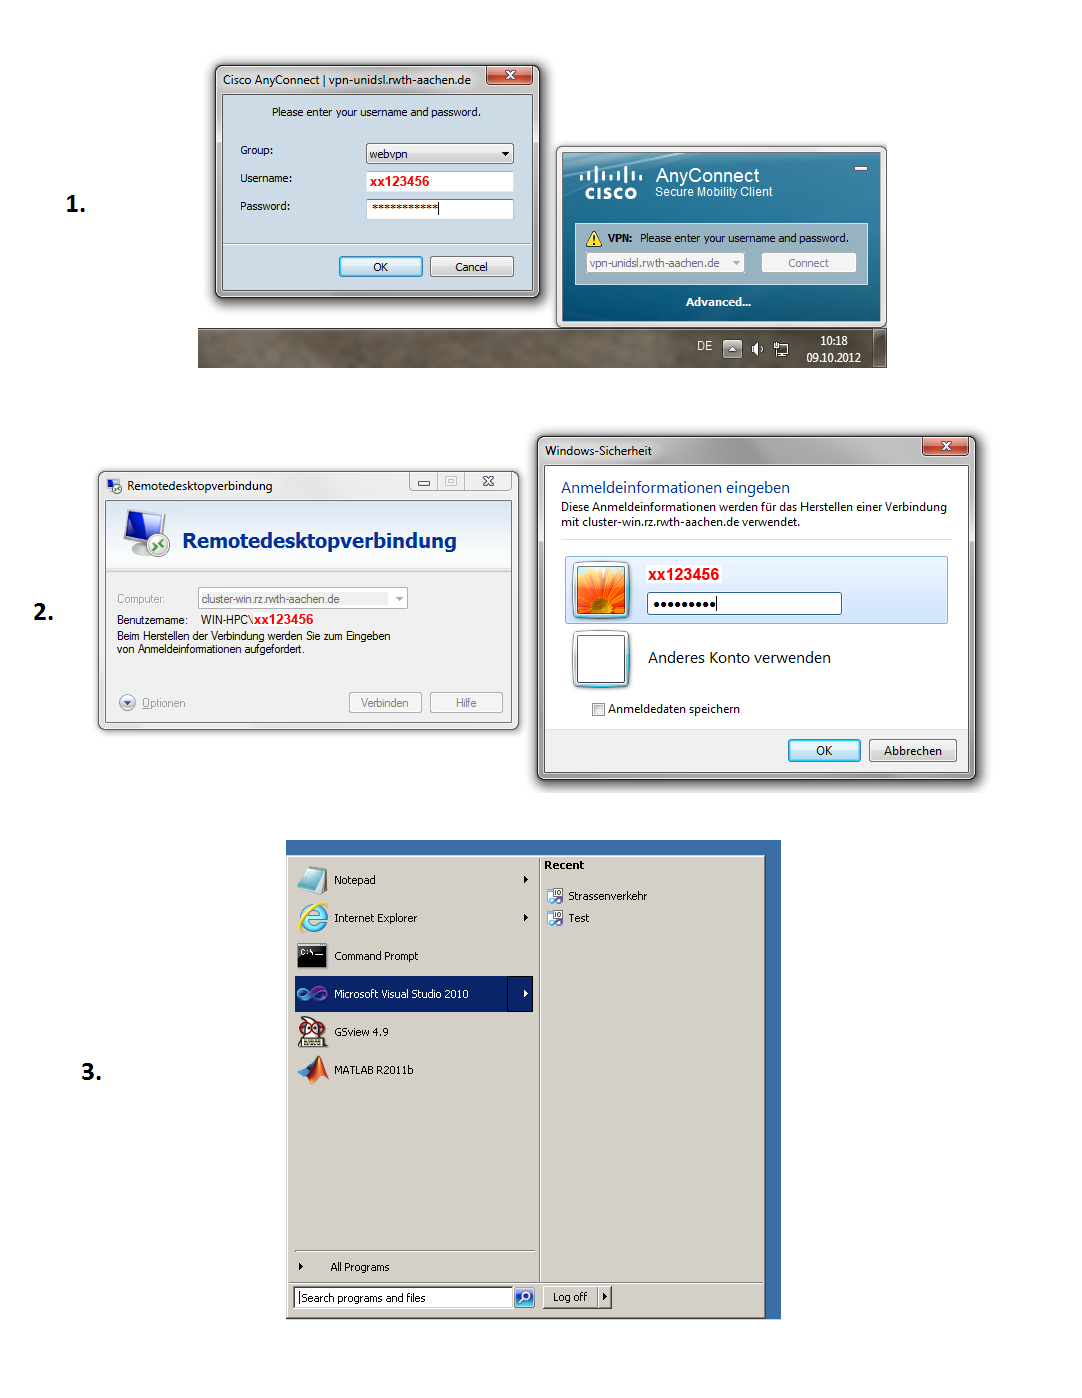 1.
Cisco AnyConnect | vpn-unidsl.rwth-aachen.de
Please enter your username and password.
Group: webvpn
Username: xx123456
Password: ***********
OK Cancel
CISCO
AnyConnect
Secure Mobility Client
VPN: Please enter your username and password.
vpn-unidsl.rwth-aachen.de Connect
Advanced...
DE 10:18
09.10.2012
2.
Remotedesktopverbindung
Remotedesktopverbindung
Computer: cluster-win.rz.rwth-aachen.de
Benutzername: WIN-HPC\xx123456
Beim Herstellen der Verbindung werden Sie zum Eingeben
von Anmeldeinformationen aufgefordert.
Optionen Verbinden Hilfe
Windows-Sicherheit
Anmeldeinformationen eingeben
Diese Anmeldeinformationen werden für das Herstellen einer Verbindung
mit cluster-win.rz.rwth-aachen.de verwendet.
xx123456
●●●●●●●●●
Anderes Konto verwenden
Anmeldedaten speichern
OK Abbrechen
3.
Notepad
Internet Explorer
C:\
Command Prompt
Microsoft Visual Studio 2010
GSview 4.9
MATLAB R2011b
All Programs
Search programs and files
Recent
Strassenverkehr
Test
Log off